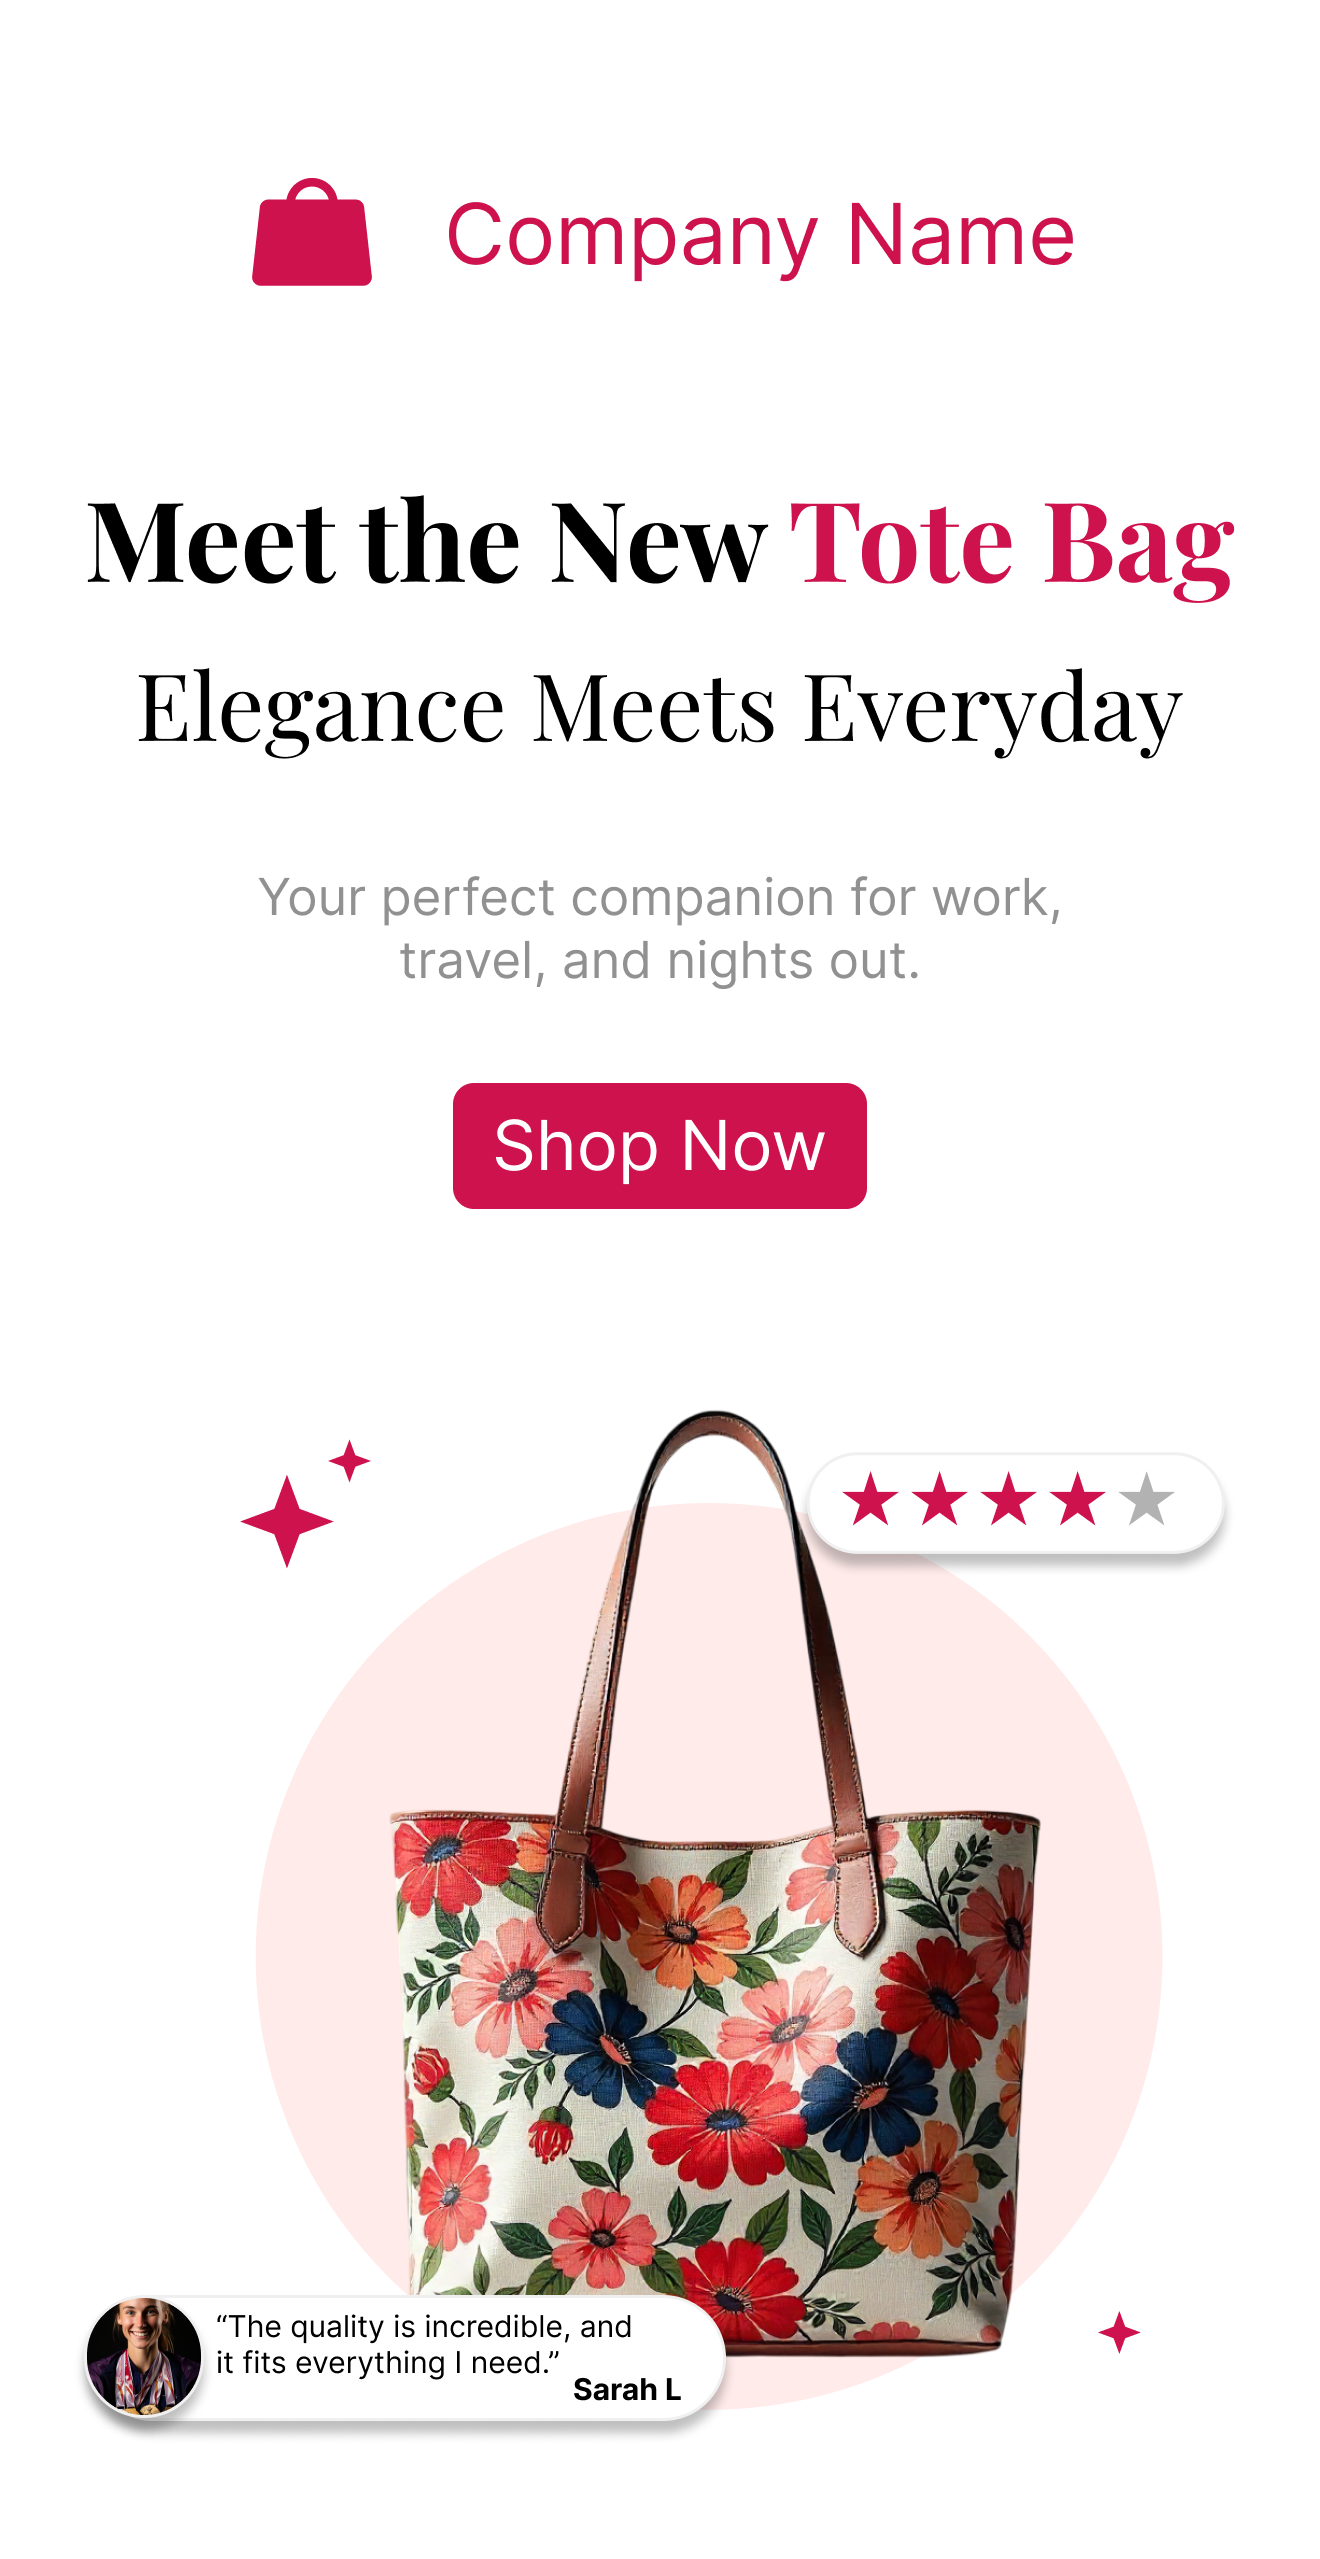 Company Name
Meet the New Tote Bag
Elegance Meets Everyday
Your perfect companion for work,
travel, and nights out.
Shop Now
“The quality is incredible, and
it fits everything I need.”
Sarah L